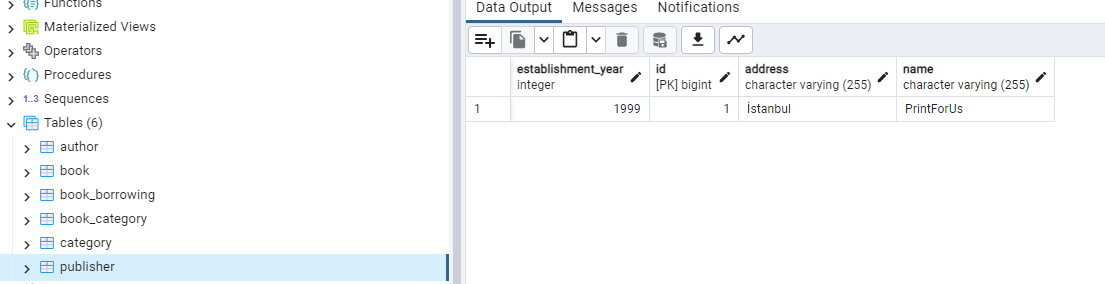 Functions
Materialized Views
Operators
Procedures
1..3 Sequences
Tables (6)
author
book
book_borrowing
book_category
category
publisher
Data Output Messages Notifications
establishment_year id address name
integer [PK] bigint character varying (255) character varying (255)
1 1999 1 İstanbul PrintForUs